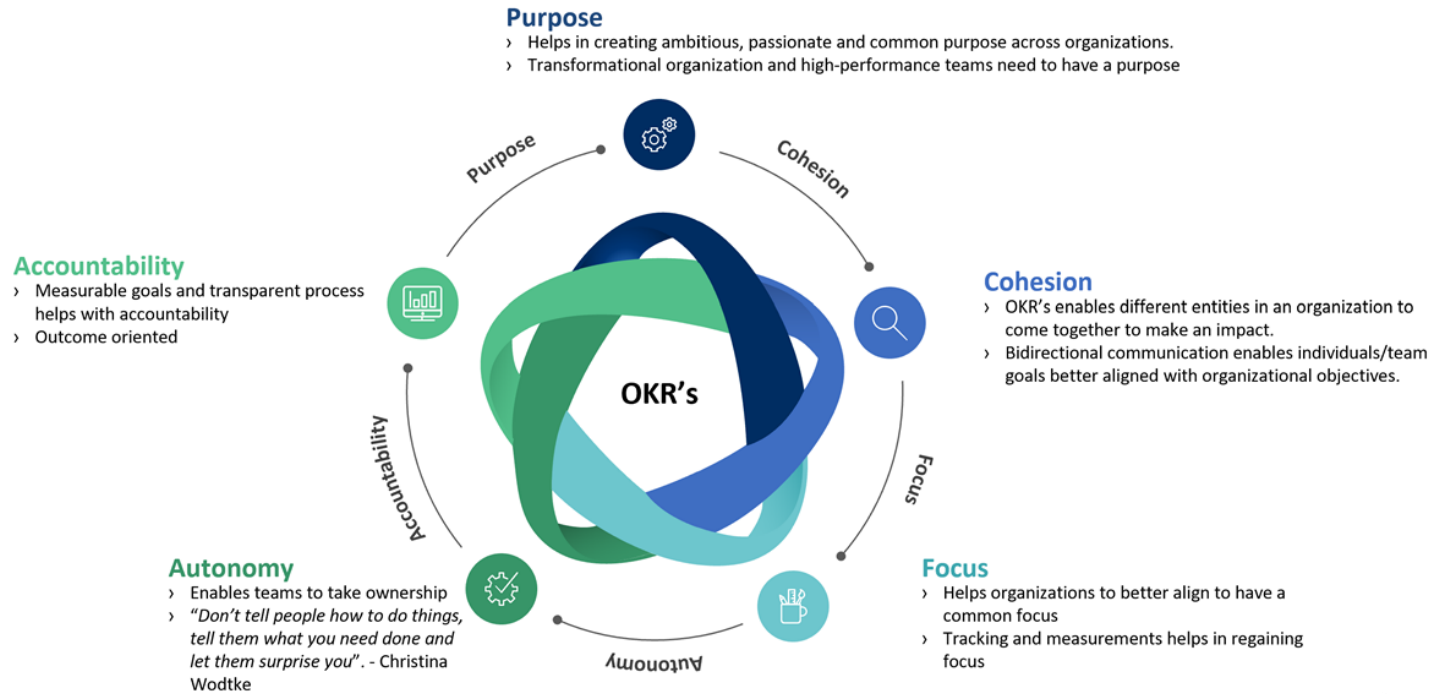 Purpose
› Helps in creating ambitious, passionate and common purpose across organizations.
› Transformational organization and high-performance teams need to have a purpose
Purpose
Cohesion
Accountability
› Measurable goals and transparent process
helps with accountability
› Outcome oriented
Cohesion
› OKR's enables different entities in an organization to
come together to make an impact.
› Bidirectional communication enables individuals/team
goals better aligned with organizational objectives.
OKR's
Accountability
Focus
Autonomy
› Enables teams to take ownership
› “Don't tell people how to do things,
tell them what you need done and
let them surprise you”. - Christina
Wodtke
Autonomy
Focus
› Helps organizations to better align to have a
common focus
› Tracking and measurements helps in regaining
focus